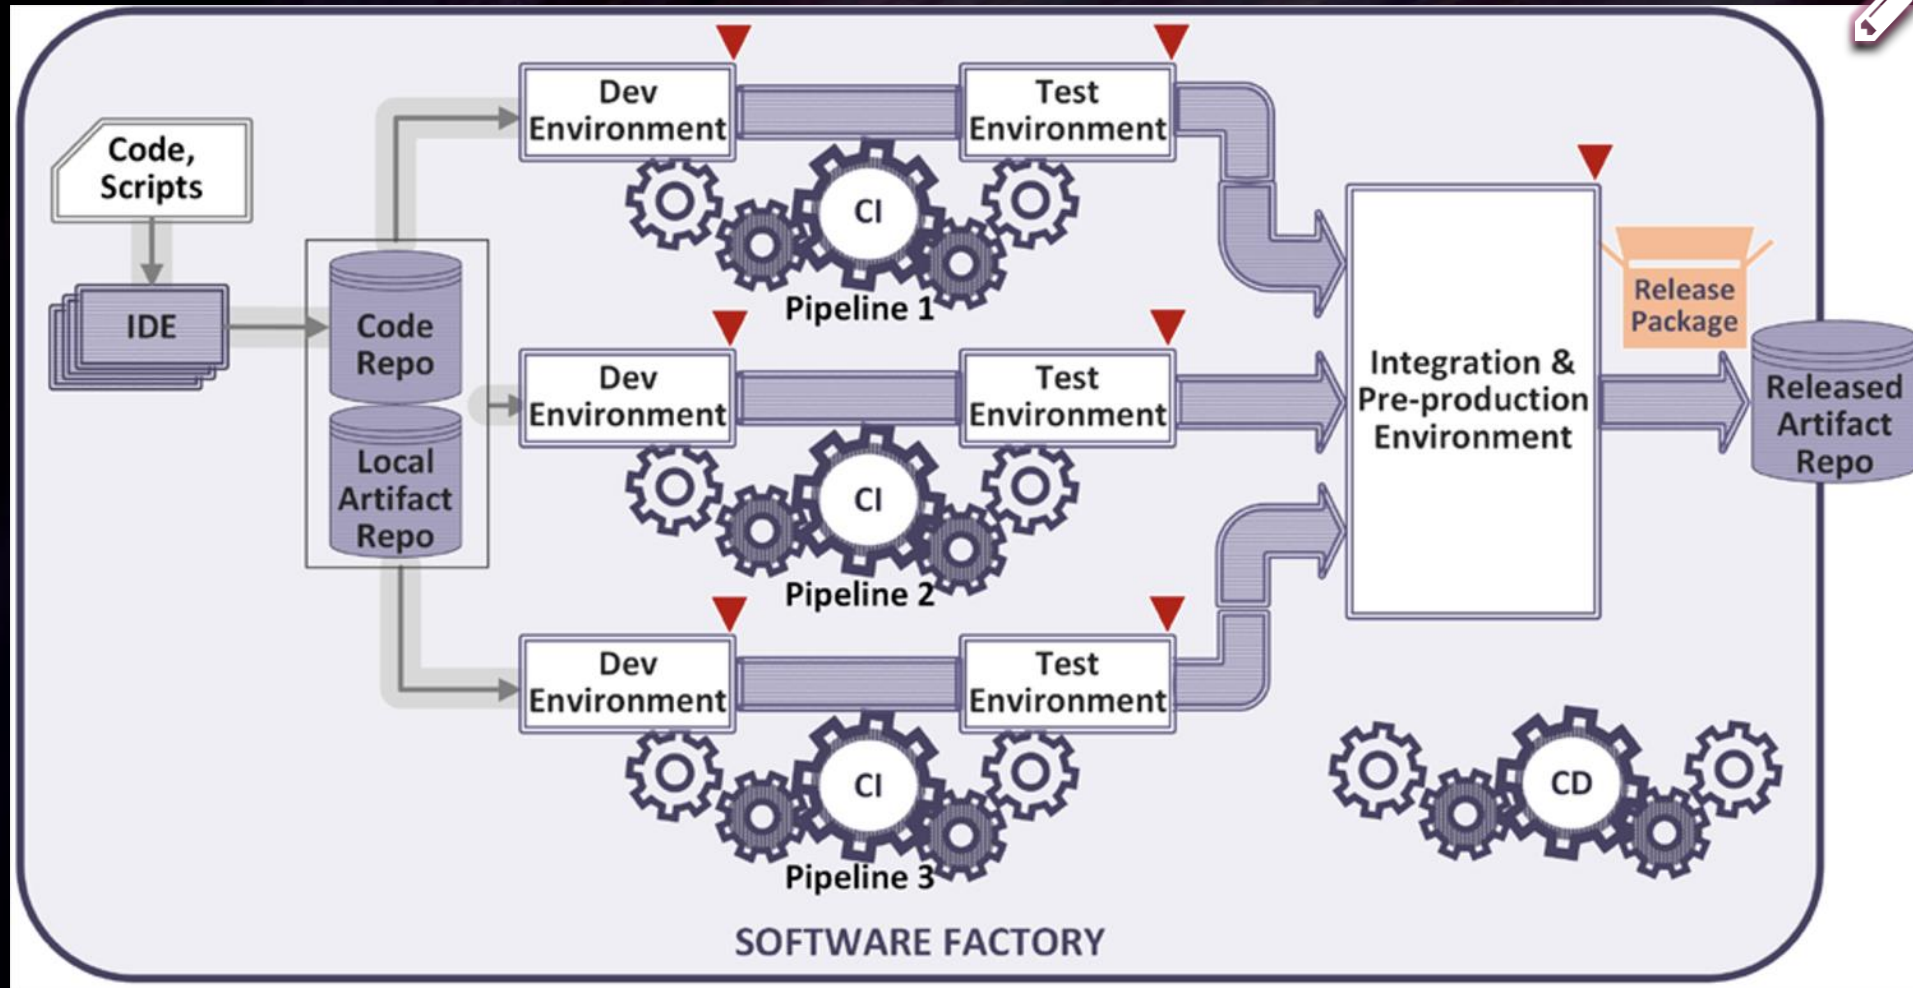 Code,
Scripts
IDE
Code
Repo
Local
Artifact
Repo
Dev
Environment
Test
Environment
CI
Pipeline 1
Dev
Environment
Test
Environment
CI
Pipeline 2
Dev
Environment
Test
Environment
CI
Pipeline 3
Integration &
Pre-production
Environment
Release
Package
Released
Artifact
Repo
CD
SOFTWARE FACTORY